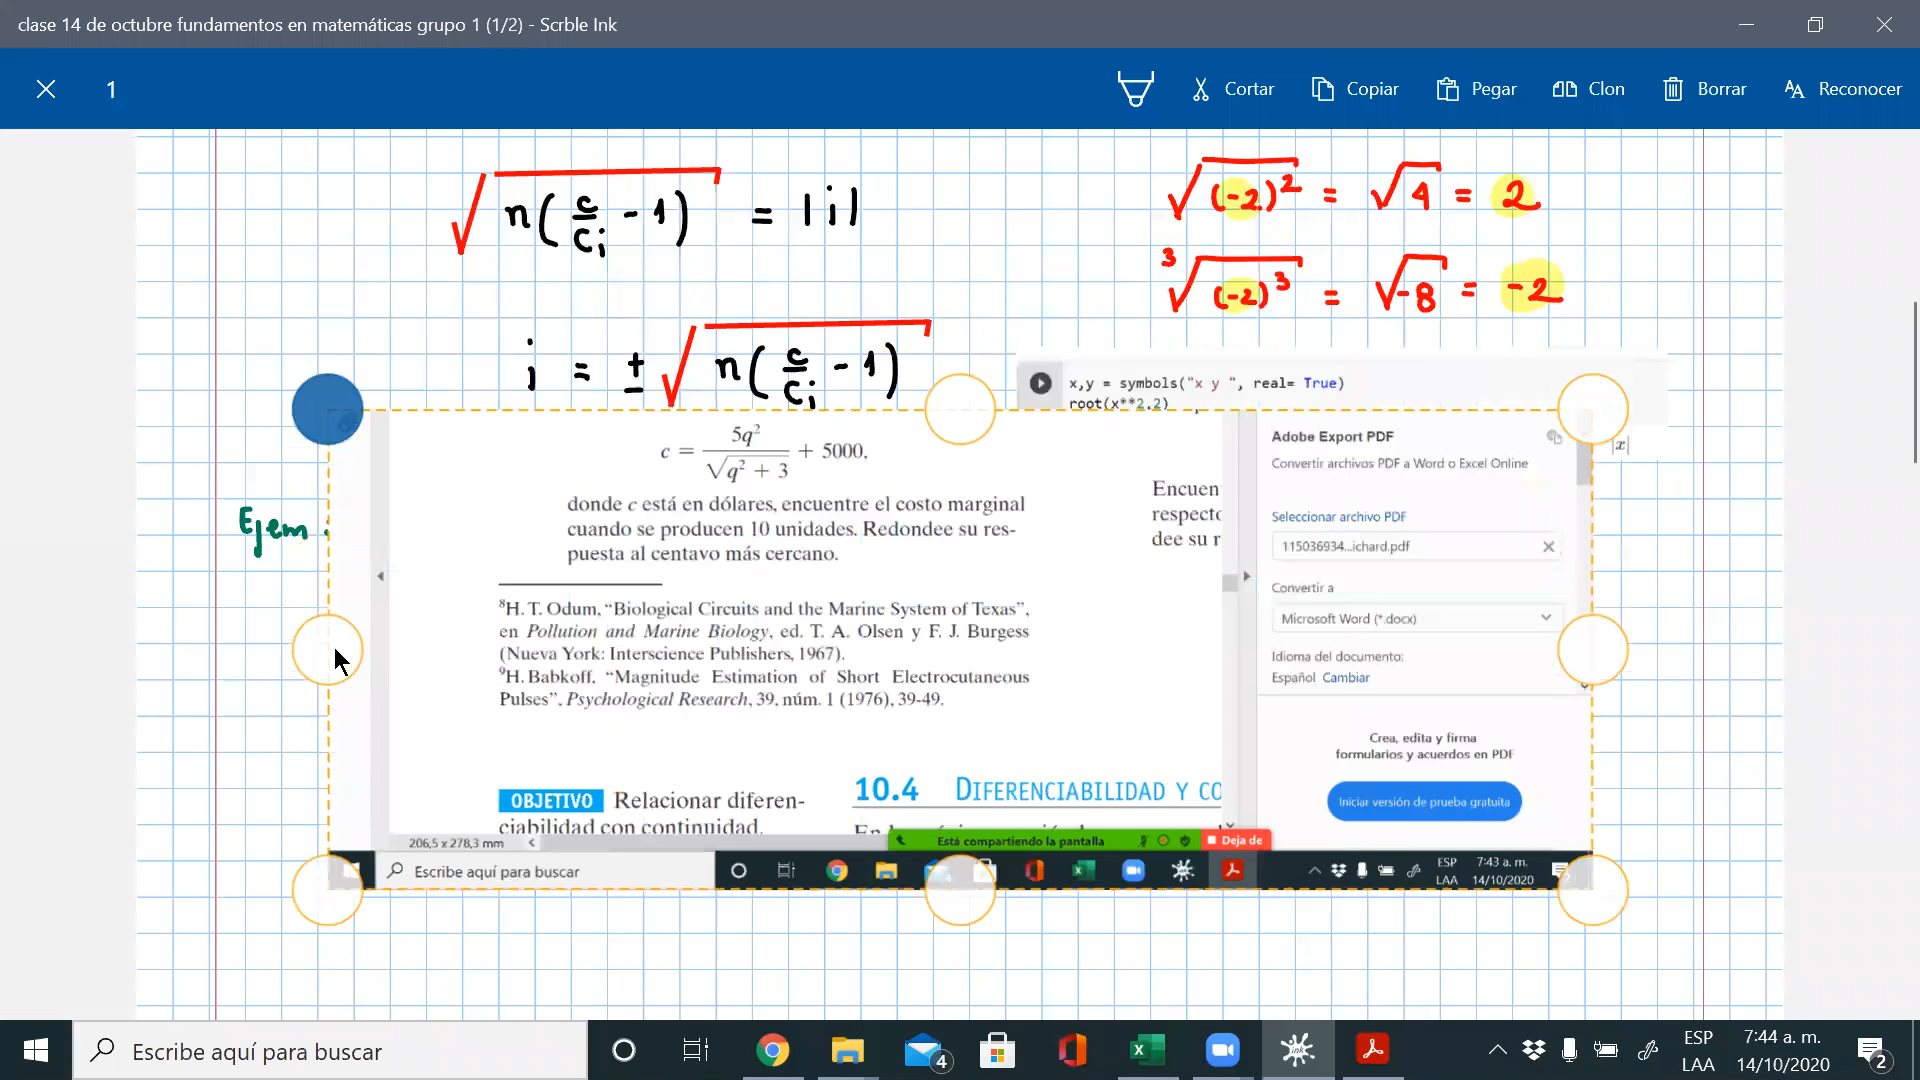 clase 14 de octubre fundamentos en matemáticas grupo 1 (1/2) - Scrble Ink
1
Cortar
Copiar
Pegar
Clon
Borrar
Reconocer
√(n(c/cᵢ - 1)) = |i|
i = ± √(n(c/cᵢ - 1))
√((-2)²) = √4 = 2
³√((-2)³) = √-8 = -2
x,y = symbols("x y ", real= True)
root(x**2,2)
|x|
Ejem :
c = 5q² / √(q² + 3) + 5000,
donde c está en dólares, encuentre el costo marginal
cuando se producen 10 unidades. Redondee su res-
puesta al centavo más cercano.
⁸H. T. Odum, “Biological Circuits and the Marine System of Texas”,
en Pollution and Marine Biology, ed. T. A. Olsen y F. J. Burgess
(Nueva York: Interscience Publishers, 1967).
⁹H. Babkoff, “Magnitude Estimation of Short Electrocutaneous
Pulses”, Psychological Research, 39, núm. 1 (1976), 39-49.
OBJETIVO Relacionar diferen-
ciabilidad con continuidad.
Encuen
respecto
dee su r
10.4 DIFERENCIABILIDAD Y CO
Adobe Export PDF
Convertir archivos PDF a Word o Excel Online
Seleccionar archivo PDF
115036934...ichard.pdf
Convertir a
Microsoft Word (*.docx)
Idioma del documento:
Español Cambiar
Crea, edita y firma
formularios y acuerdos en PDF
Iniciar versión de prueba gratuita
206,5 x 278,3 mm
Está compartiendo la pantalla
Deja de
Escribe aquí para buscar
ESP
LAA
7:43 a. m.
14/10/2020
Escribe aquí para buscar
4
ESP
LAA
7:44 a. m.
14/10/2020
2